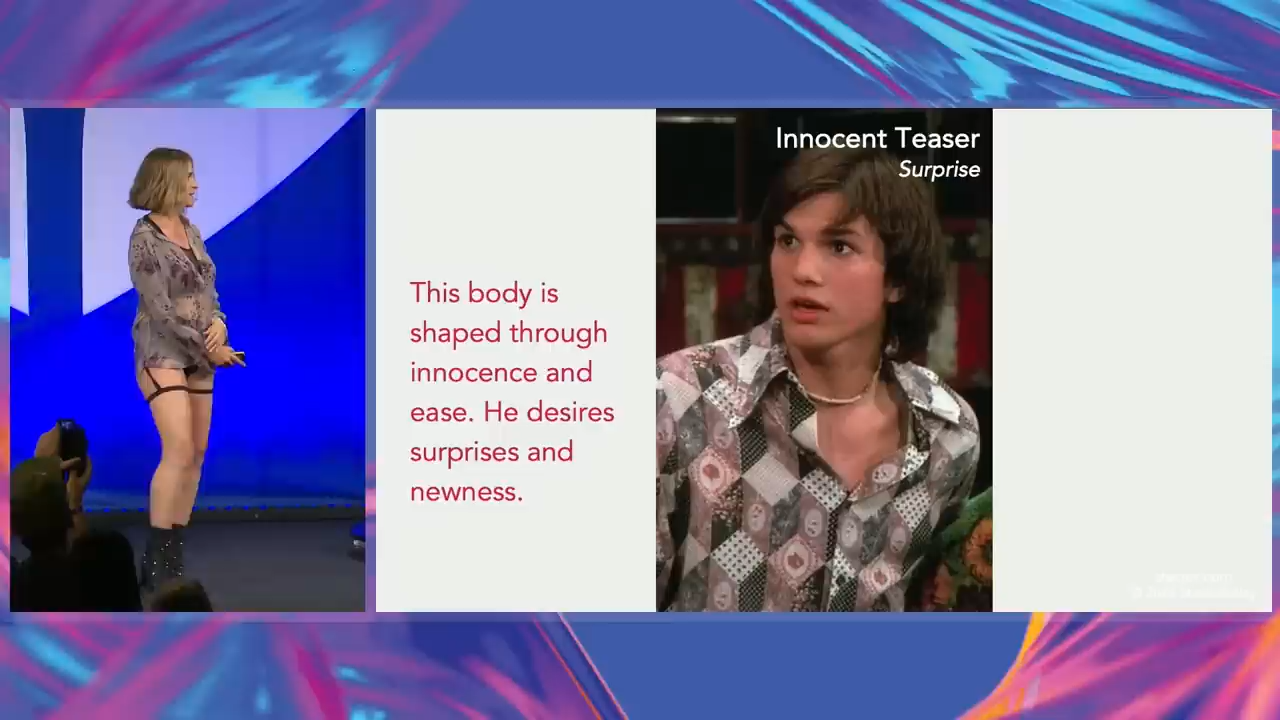 Innocent Teaser
Surprise
This body is
shaped through
innocence and
ease. He desires
surprises and
newness.